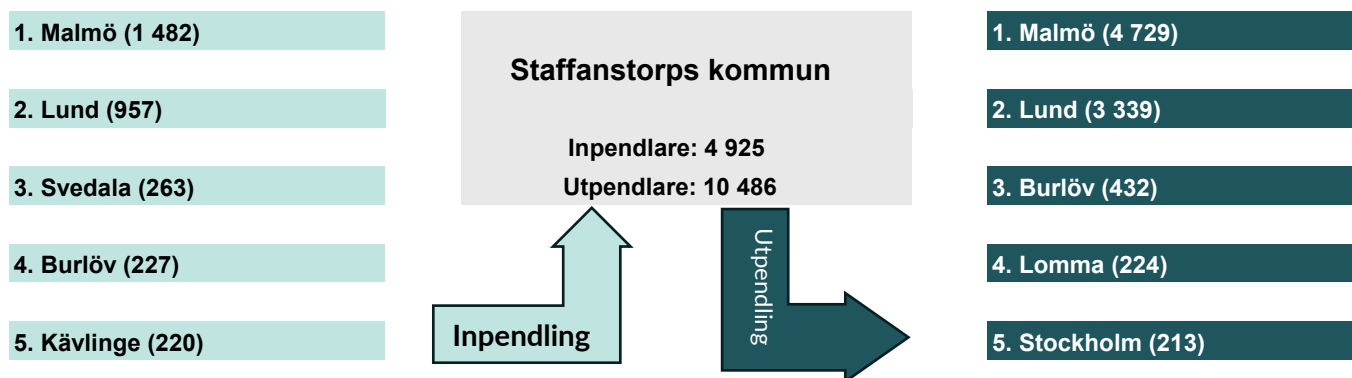 1. Malmö (1 482)
2. Lund (957)
3. Svedala (263)
4. Burlöv (227)
5. Kävlinge (220)
Staffanstorps kommun
Inpendlare: 4 925
Utpendlare: 10 486
Inpendling
Utpendling
1. Malmö (4 729)
2. Lund (3 339)
3. Burlöv (432)
4. Lomma (224)
5. Stockholm (213)